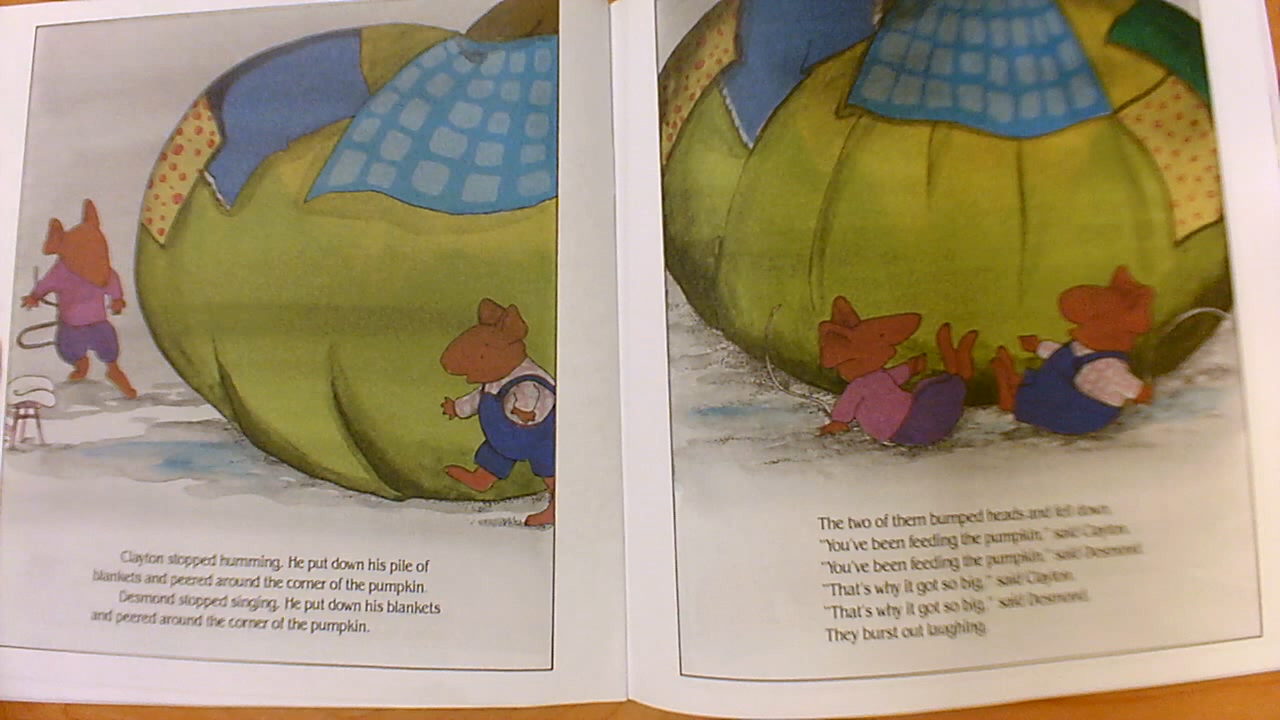 Clayton stopped humming. He put down his pile of
blankets and peered around the corner of the pumpkin.
Desmond stopped singing. He put down his blankets
and peered around the corner of the pumpkin.
The two of them bumped heads and fell down.
"You've been feeding the pumpkin," said Clayton.
"You've been feeding the pumpkin," said Desmond.
"That's why it got so big," said Clayton.
"That's why it got so big," said Desmond.
They burst out laughing.